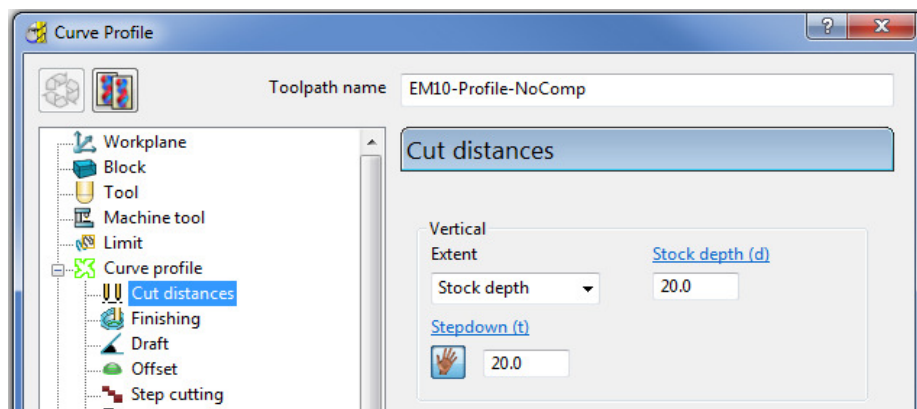 Curve Profile
Toolpath name EM10-Profile-NoComp
Workplane
Block
Tool
Machine tool
Limit
Curve profile
Cut distances
Finishing
Draft
Offset
Step cutting
Cut distances
Vertical
Extent Stock depth (d)
Stock depth 20.0
Stepdown (t)
20.0